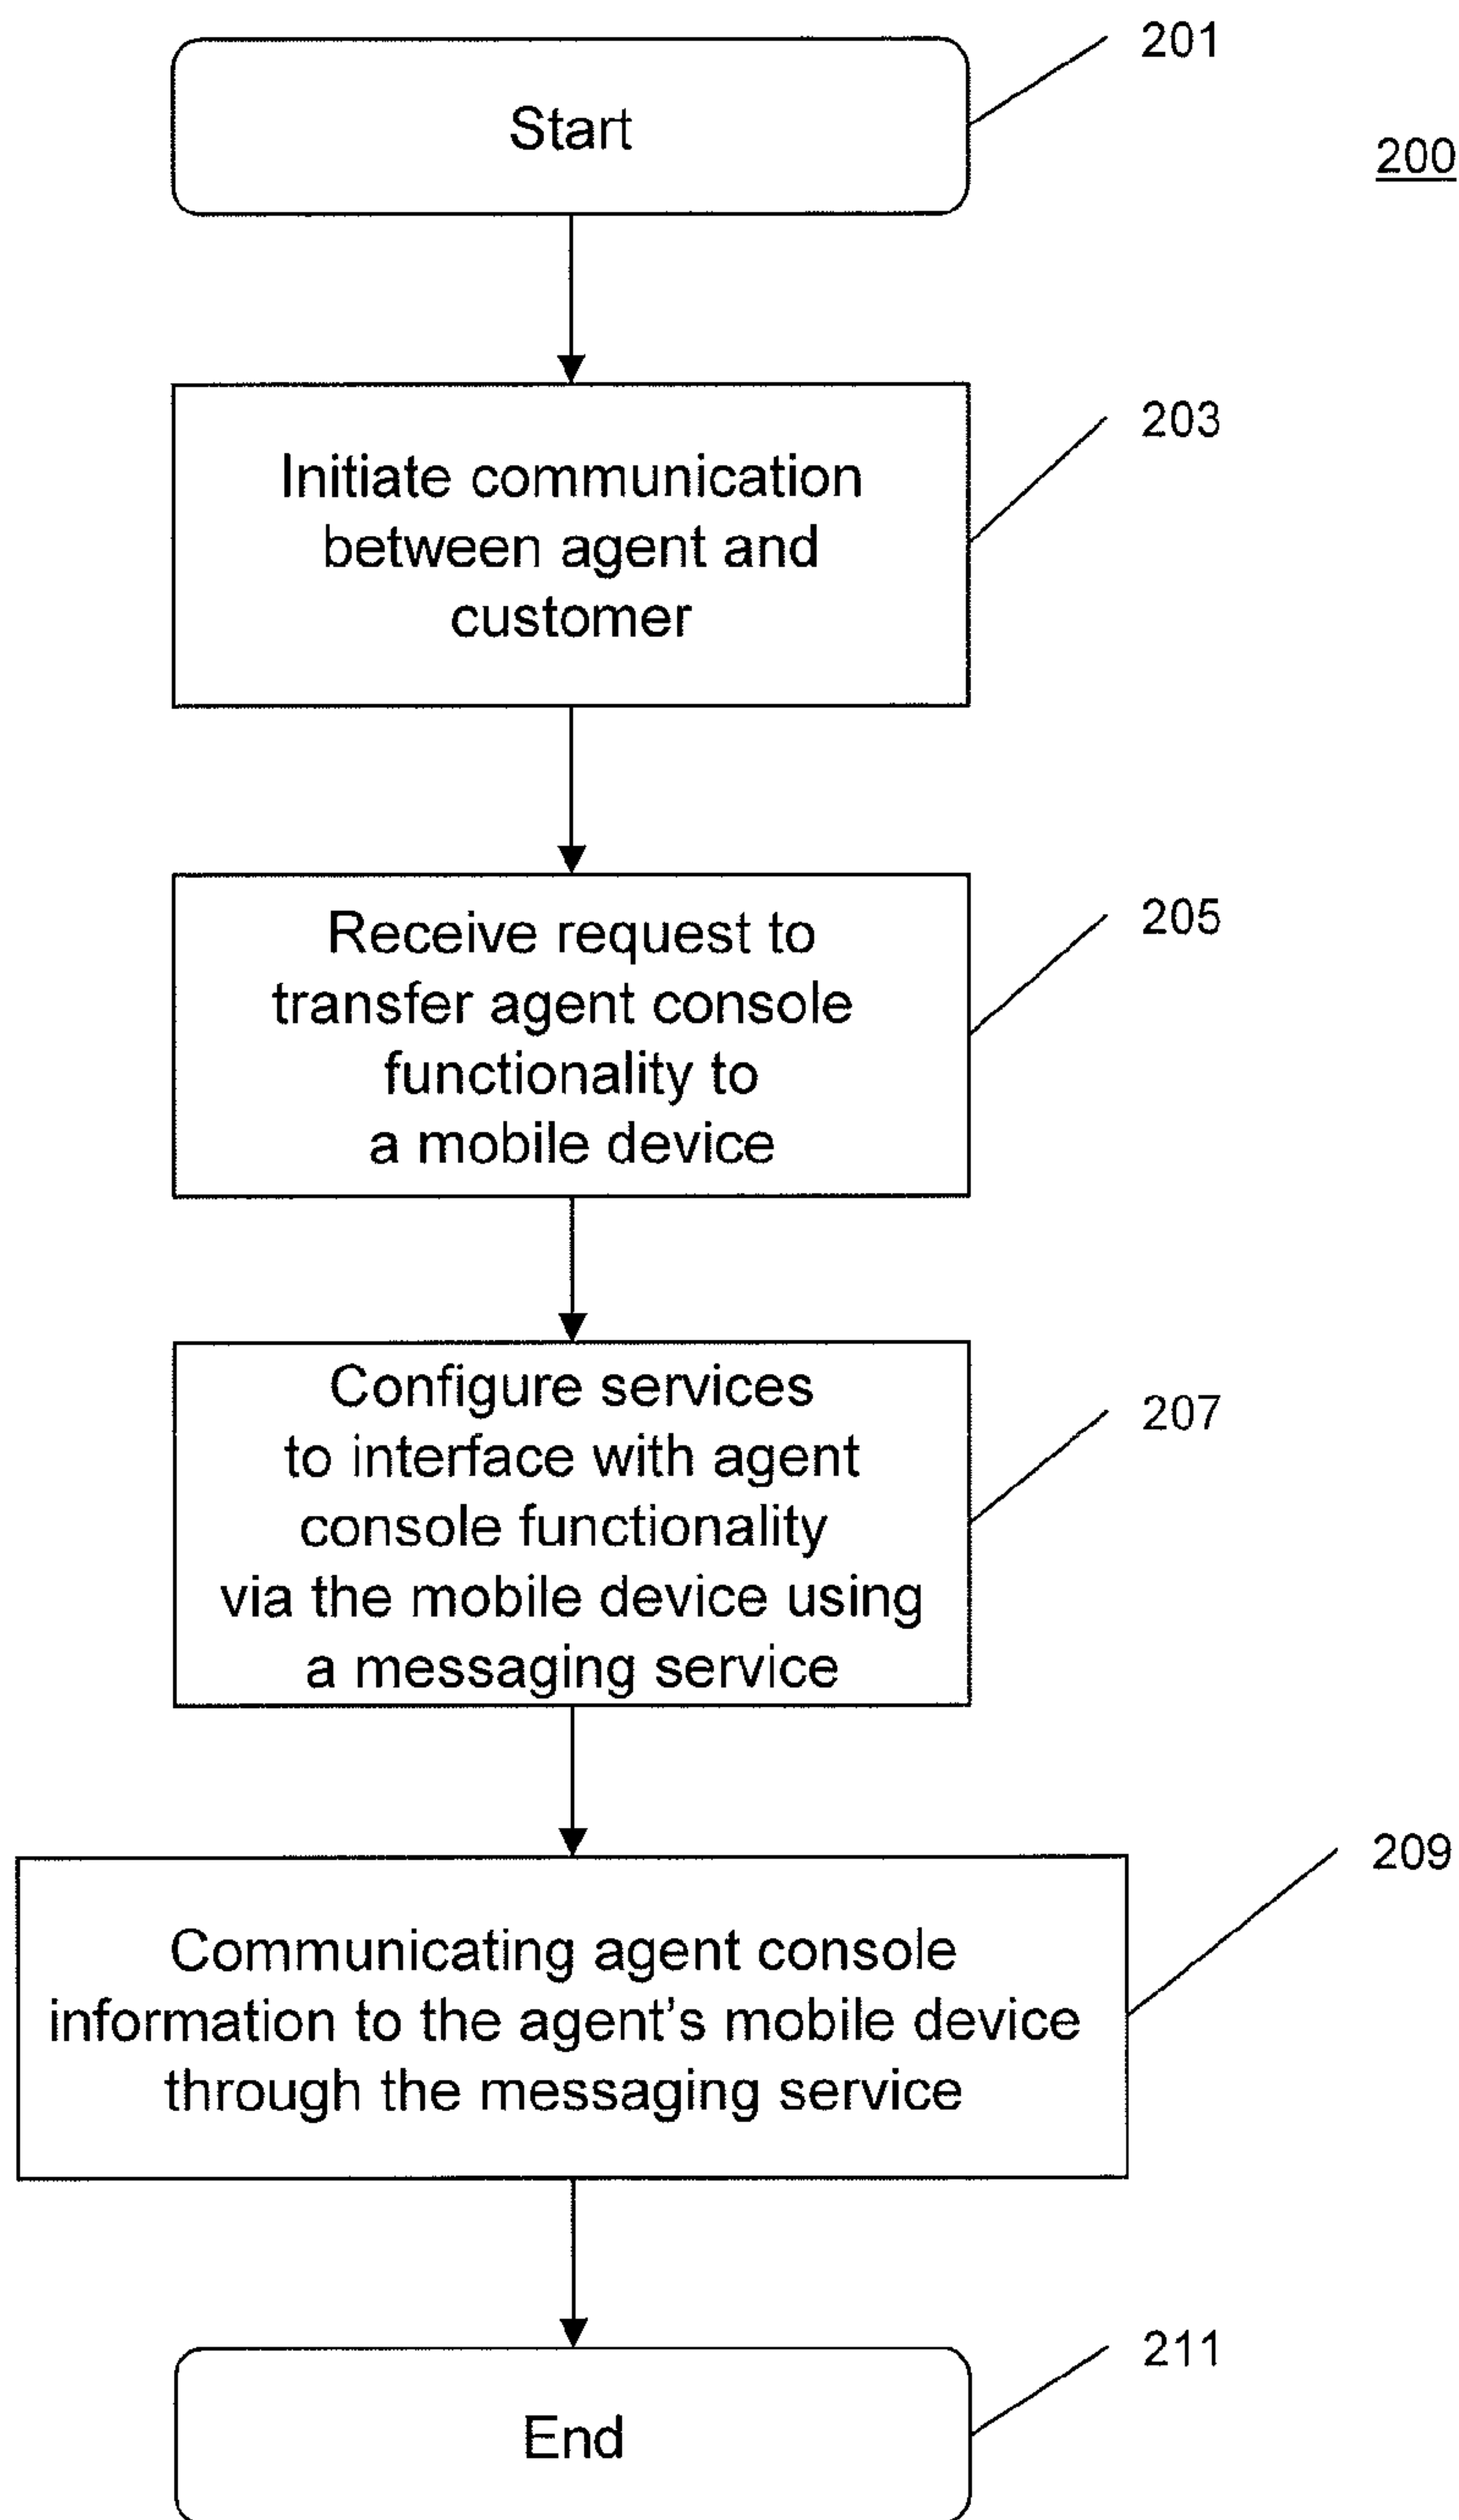 201
Start
200
203
Initiate communication
between agent and
customer
205
Receive request to
transfer agent console
functionality to
a mobile device
207
Configure services
to interface with agent
console functionality
via the mobile device using
a messaging service
209
Communicating agent console
information to the agent's mobile device
through the messaging service
211
End